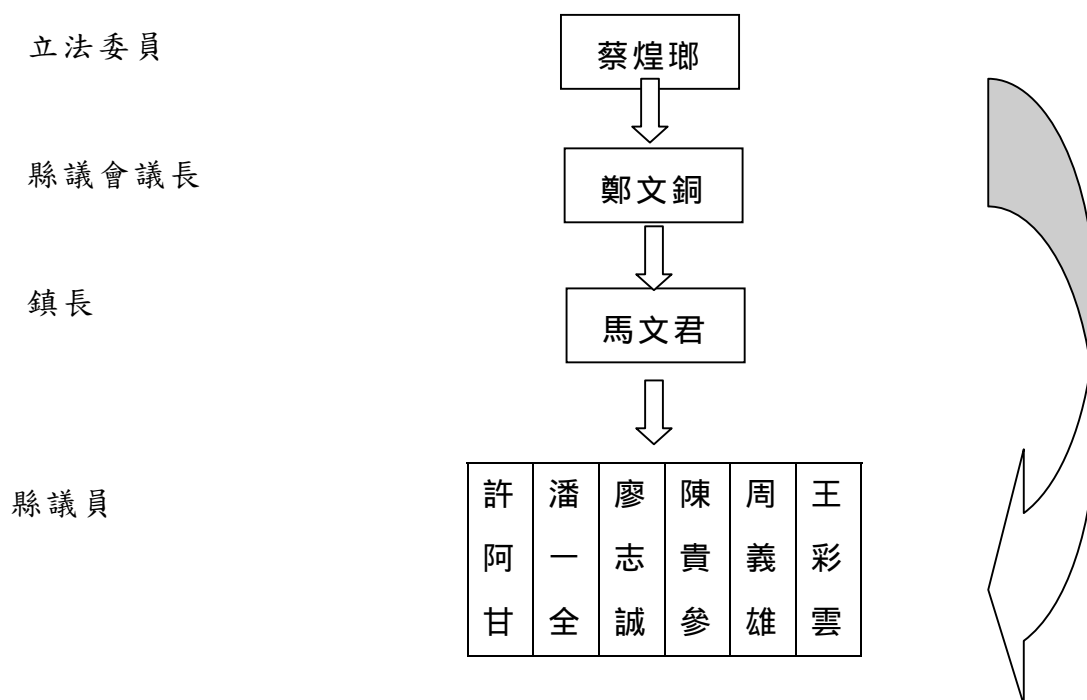 立法委員
蔡煌瑯
縣議會議長
鄭文銅
鎮長
馬文君
縣議員
許阿甘
潘一全
廖志誠
陳貴參
周義雄
王彩雲